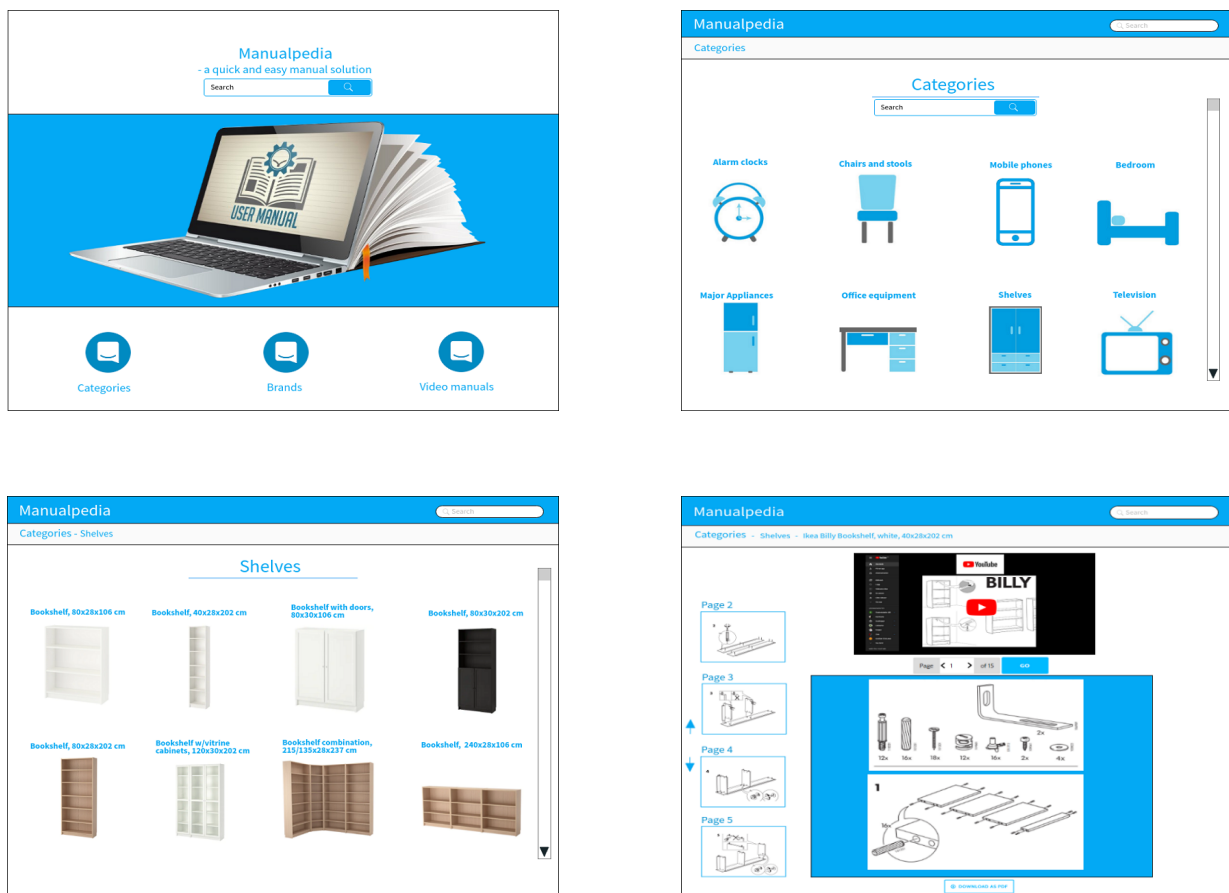 Manualpedia
- a quick and easy manual solution
Search
USER MANUAL
Categories
Brands
Video manuals
Manualpedia
Search
Categories
Categories
Search
Alarm clocks
Chairs and stools
Mobile phones
Bedroom
Major Appliances
Office equipment
Shelves
Television
Manualpedia
Search
Categories - Shelves
Shelves
Bookshelf, 80x28x106 cm
Bookshelf, 40x28x202 cm
Bookshelf with doors,
80x30x106 cm
Bookshelf, 80x30x202 cm
Bookshelf, 80x28x202 cm
Bookshelf w/vitrine
cabinets, 120x30x202 cm
Bookshelf combination,
215/135x28x237 cm
Bookshelf, 240x28x106 cm
Manualpedia
Search
Categories - Shelves - Ikea Billy Bookshelf, white, 40x28x202 cm
YouTube
BILLY
Page 2
Page 3
Page 4
Page 5
Page < 1 > of 15 GO
2x
12x 16x 18x 12x 16x 2x 4x
1
DOWNLOAD AS PDF